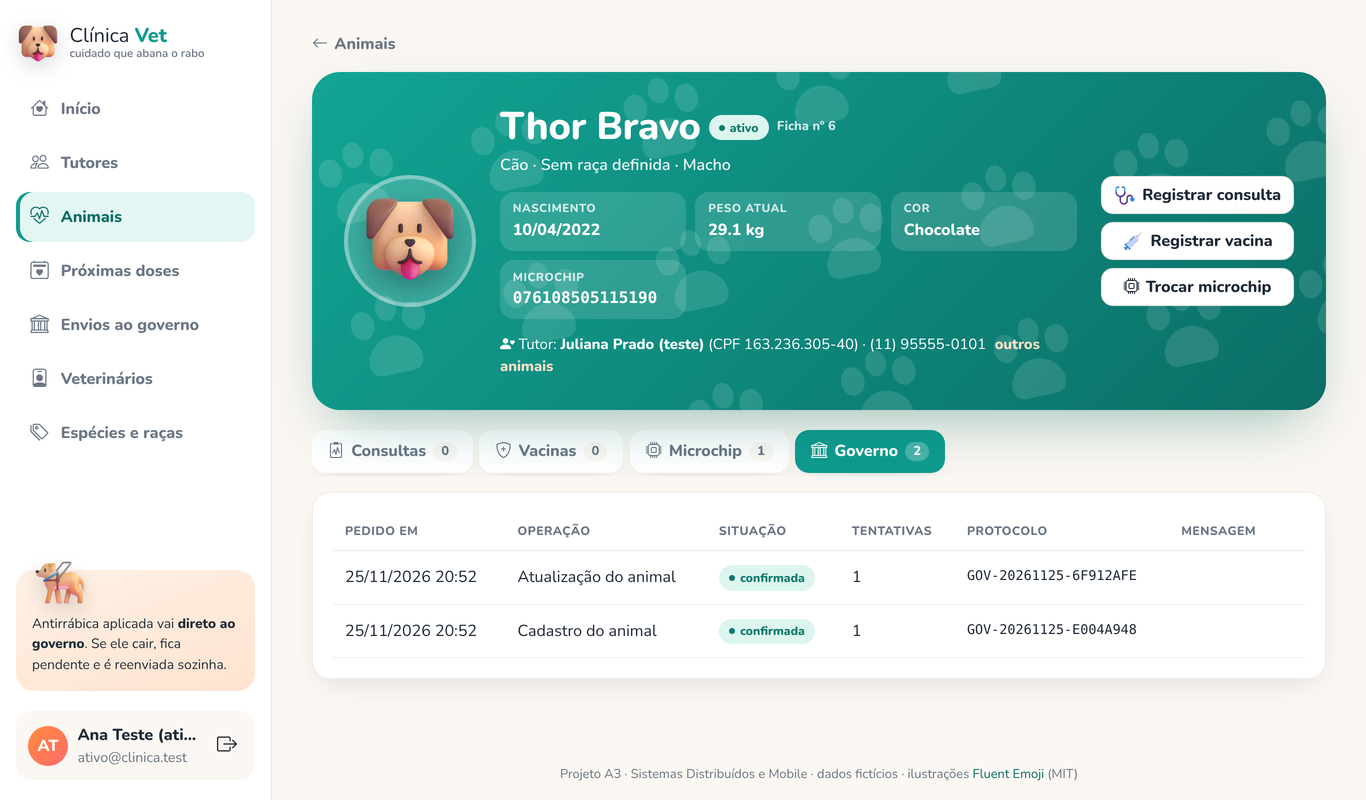 Clínica Vet
cuidado que abana o rabo
Início
Tutores
Animais
Próximas doses
Envios ao governo
Veterinários
Espécies e raças
Antirrábica aplicada vai direto ao
governo. Se ele cair, fica
pendente e é reenviada sozinha.
AT
Ana Teste (ati...
ativo@clinica.test
← Animais
Thor Bravo ativo Ficha nº 6
Cão · Sem raça definida · Macho
NASCIMENTO
10/04/2022
PESO ATUAL
29.1 kg
COR
Chocolate
MICROCHIP
076108505115190
Tutor: Juliana Prado (teste) (CPF 163.236.305-40) · (11) 95555-0101 outros
animais
Registrar consulta
Registrar vacina
Trocar microchip
Consultas 0
Vacinas 0
Microchip 1
Governo 2
PEDIDO EM OPERAÇÃO SITUAÇÃO TENTATIVAS PROTOCOLO MENSAGEM
25/11/2026 20:52 Atualização do animal confirmada 1 GOV-20261125-6F912AFE
25/11/2026 20:52 Cadastro do animal confirmada 1 GOV-20261125-E004A948
Projeto A3 · Sistemas Distribuídos e Mobile · dados fictícios · ilustrações Fluent Emoji (MIT)